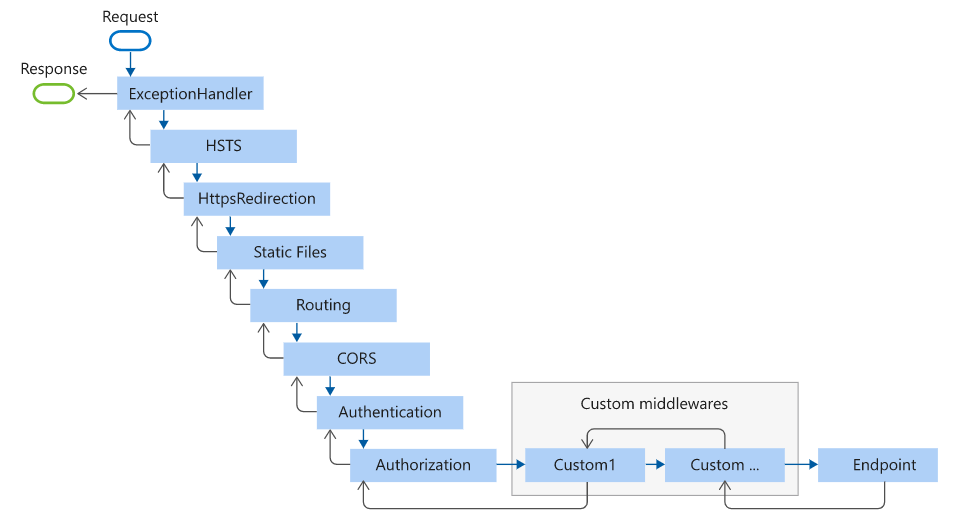 Request
Response
ExceptionHandler
HSTS
HttpsRedirection
Static Files
Routing
CORS
Authentication
Custom middlewares
Authorization
Custom1
Custom ...
Endpoint